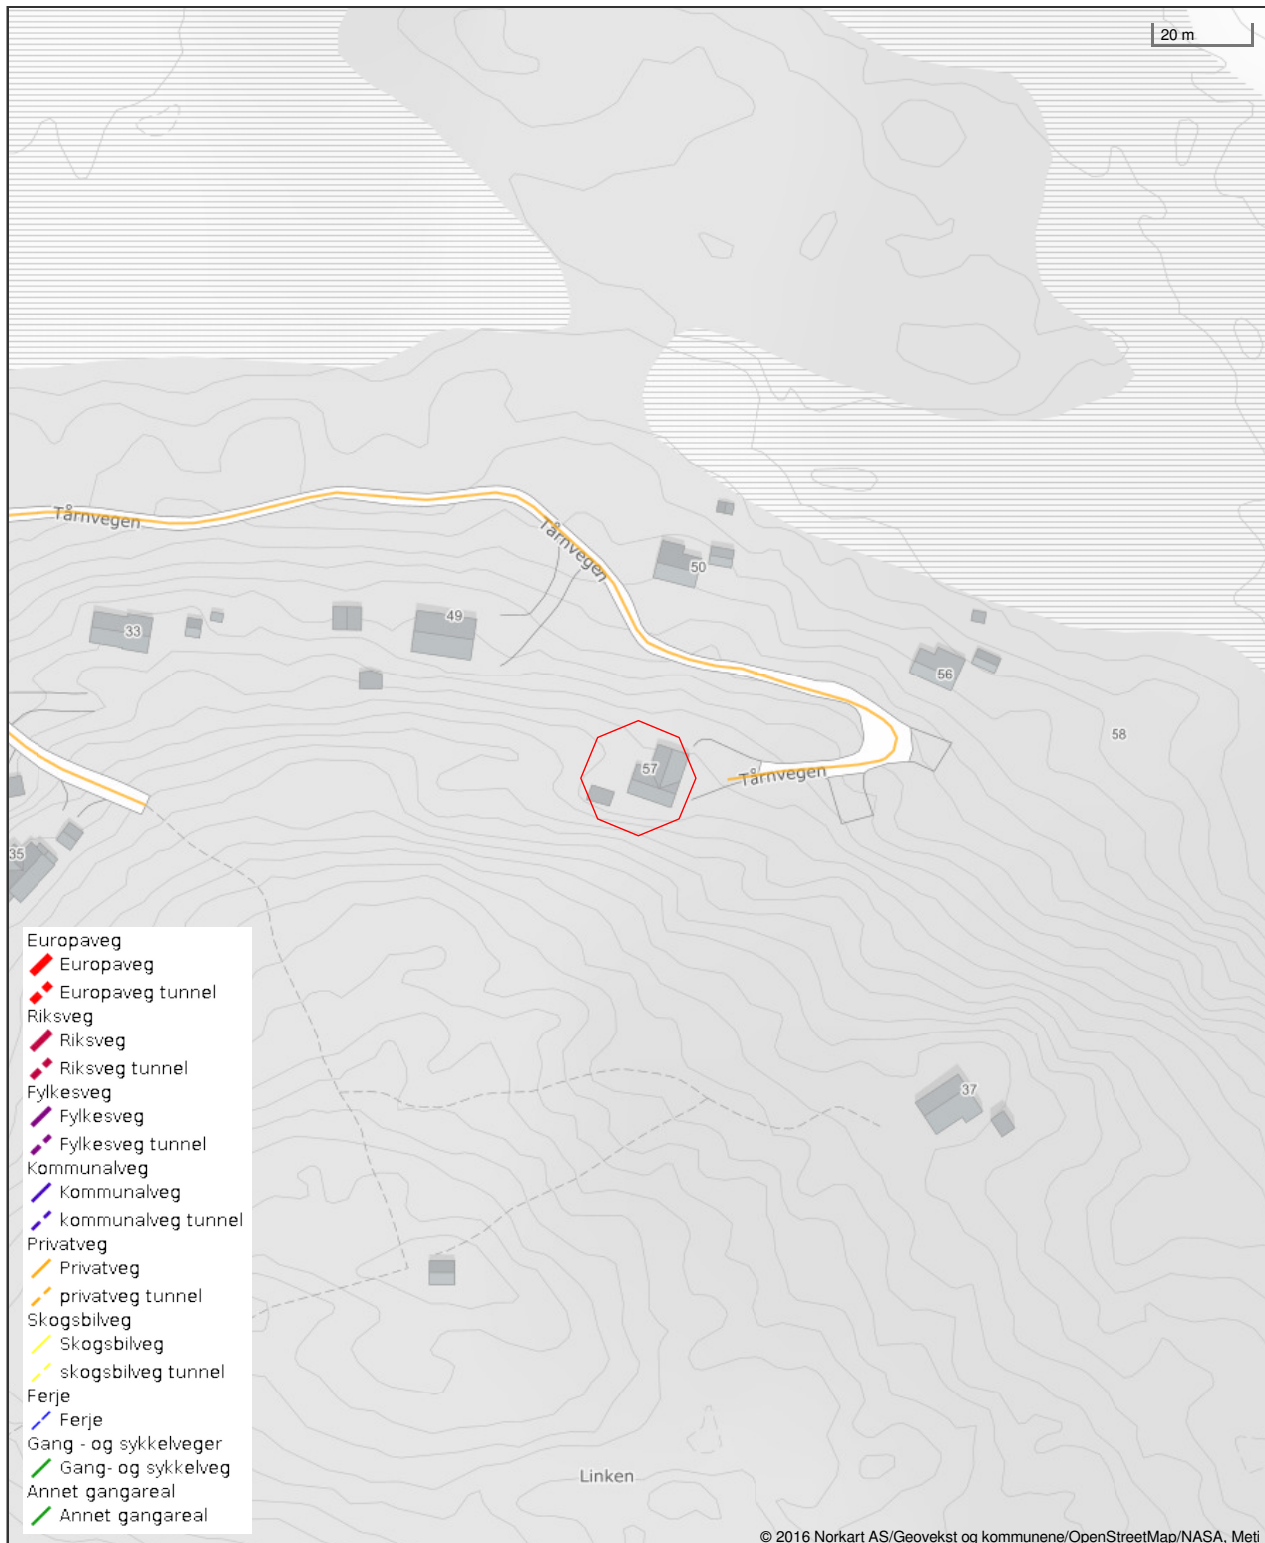 20 m
Tårnvegen
Tårnvegen
50
49
33
56
58
57
Tårnvegen
35
37
Linken
Europaveg
Europaveg
Europaveg tunnel
Riksveg
Riksveg
Riksveg tunnel
Fylkesveg
Fylkesveg
Fylkesveg tunnel
Kommunalveg
Kommunalveg
kommunalveg tunnel
Privatveg
Privatveg
privatveg tunnel
Skogsbilveg
Skogsbilveg
skogsbilveg tunnel
Ferje
Ferje
Gang - og sykkelveger
Gang- og sykkelveg
Annet gangareal
Annet gangareal
© 2016 Norkart AS/Geovekst og kommunene/OpenStreetMap/NASA, Meti